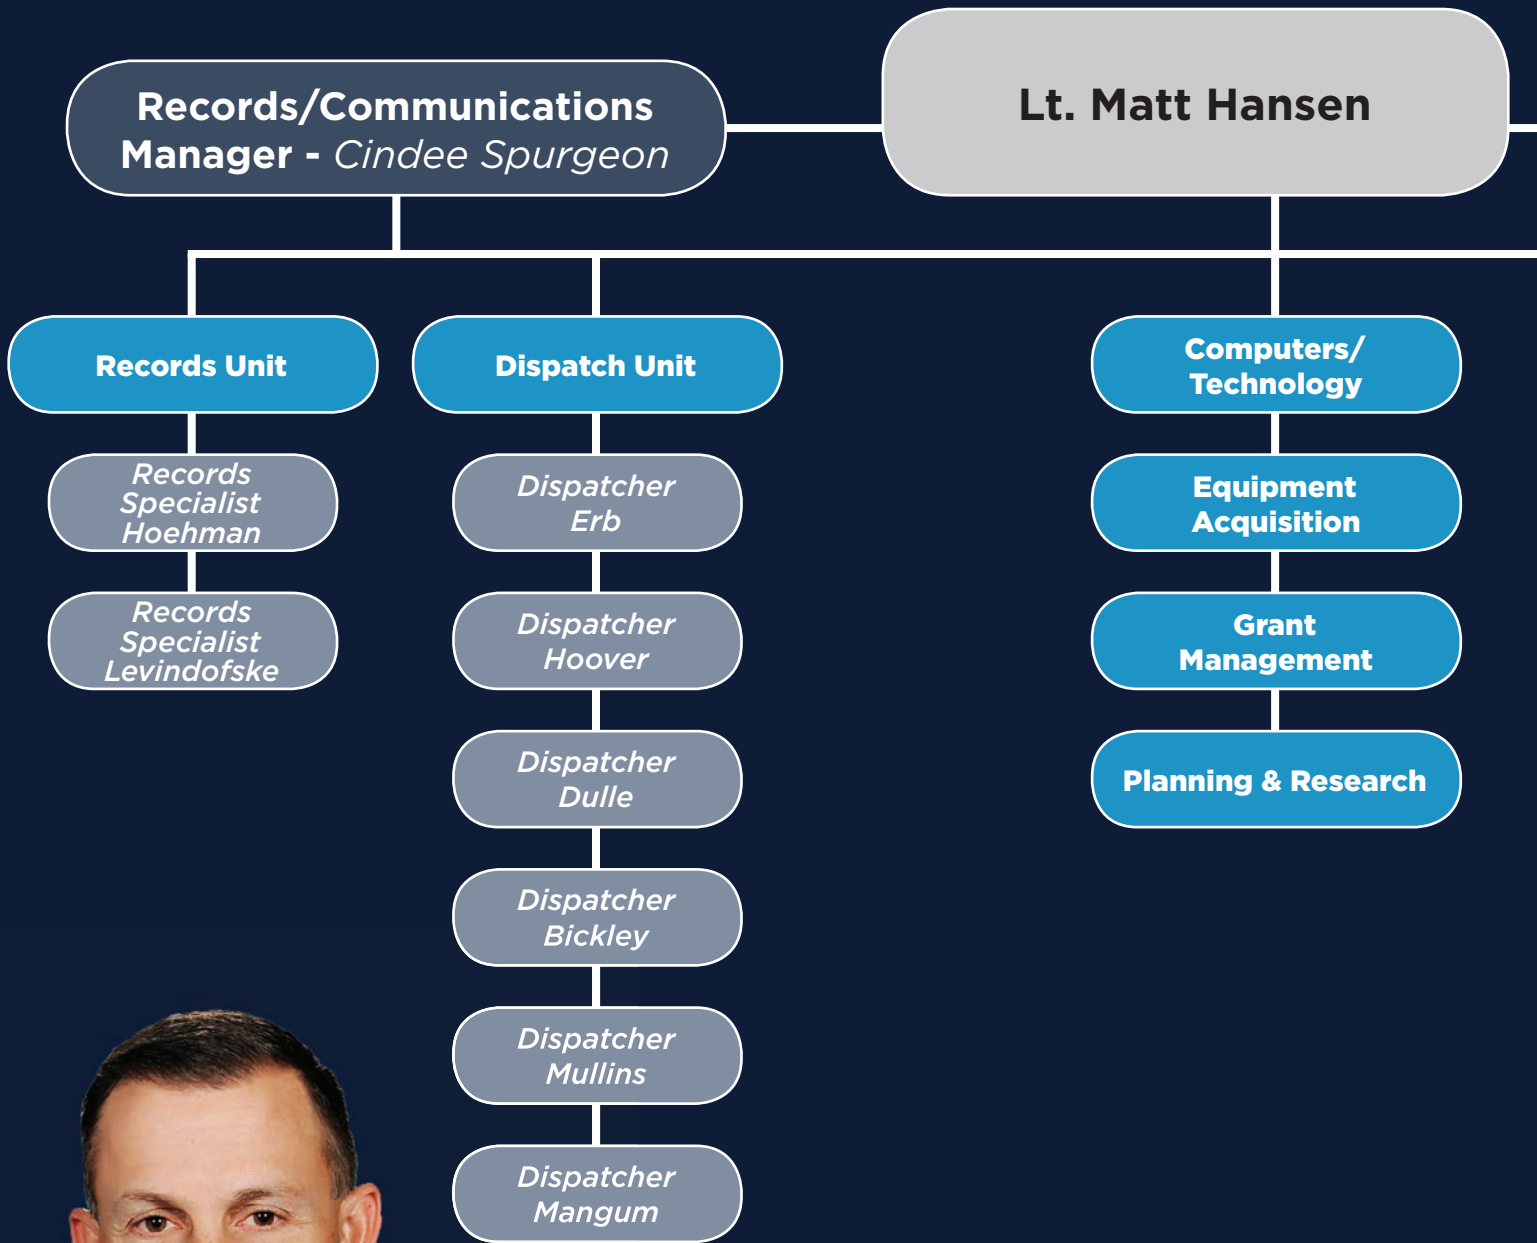 Records/Communications
Manager - Cindee Spurgeon
Lt. Matt Hansen
Records Unit
Records
Specialist
Hoehman
Records
Specialist
Levindofske
Dispatch Unit
Dispatcher
Erb
Dispatcher
Hoover
Dispatcher
Dulle
Dispatcher
Bickley
Dispatcher
Mullins
Dispatcher
Mangum
Computers/
Technology
Equipment
Acquisition
Grant
Management
Planning & Research